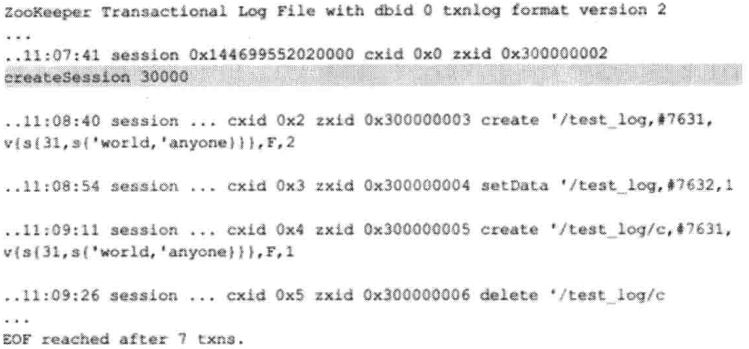 ZooKeeper Transactional Log File with dbid 0 txnlog format version 2
...
..11:07:41 session 0x144699552020000 cxid 0x0 zxid 0x300000002
createSession 30000
..11:08:40 session ... cxid 0x2 zxid 0x300000003 create '/test_log,#7631,
v{s{31,s{'world,'anyone}}},F,2
..11:08:54 session ... cxid 0x3 zxid 0x300000004 setData '/test_log,#7632,1
..11:09:11 session ... cxid 0x4 zxid 0x300000005 create '/test_log/c,#7631,
v{s{31,s{'world,'anyone}}},F,1
..11:09:26 session ... cxid 0x5 zxid 0x300000006 delete '/test_log/c
...
EOF reached after 7 txns.